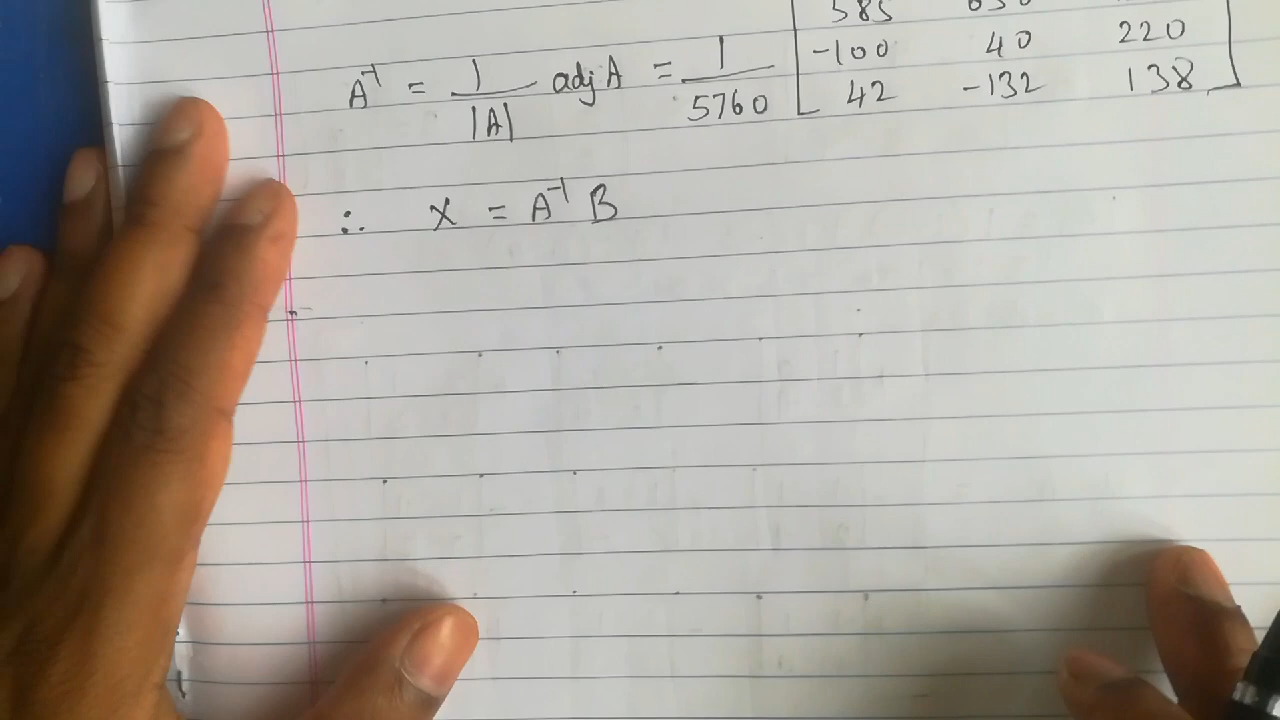 585
-100 40 220
A⁻¹ = 1/|A| adj A = 1/5760 [42 -132 138]
∴ X = A⁻¹ B